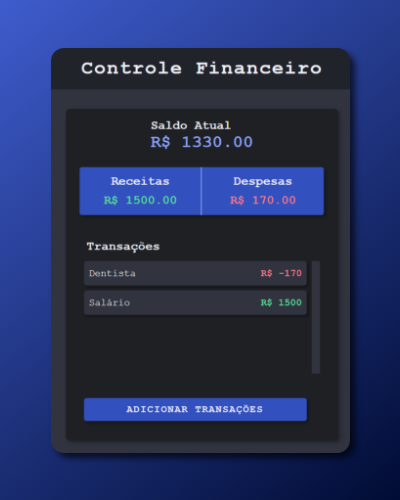 Controle Financeiro
Saldo Atual
R$ 1330.00
Receitas Despesas
R$ 1500.00 R$ 170.00
Transações
Dentista R$ -170
Salário R$ 1500
ADICIONAR TRANSAÇÕES